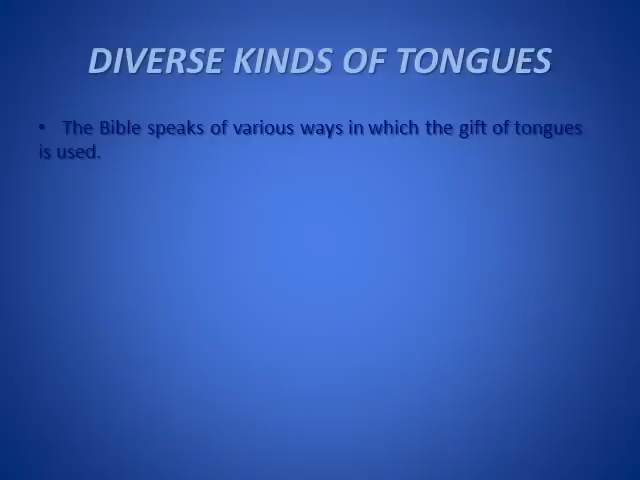 DIVERSE KINDS OF TONGUES
• The Bible speaks of various ways in which the gift of tongues
is used.